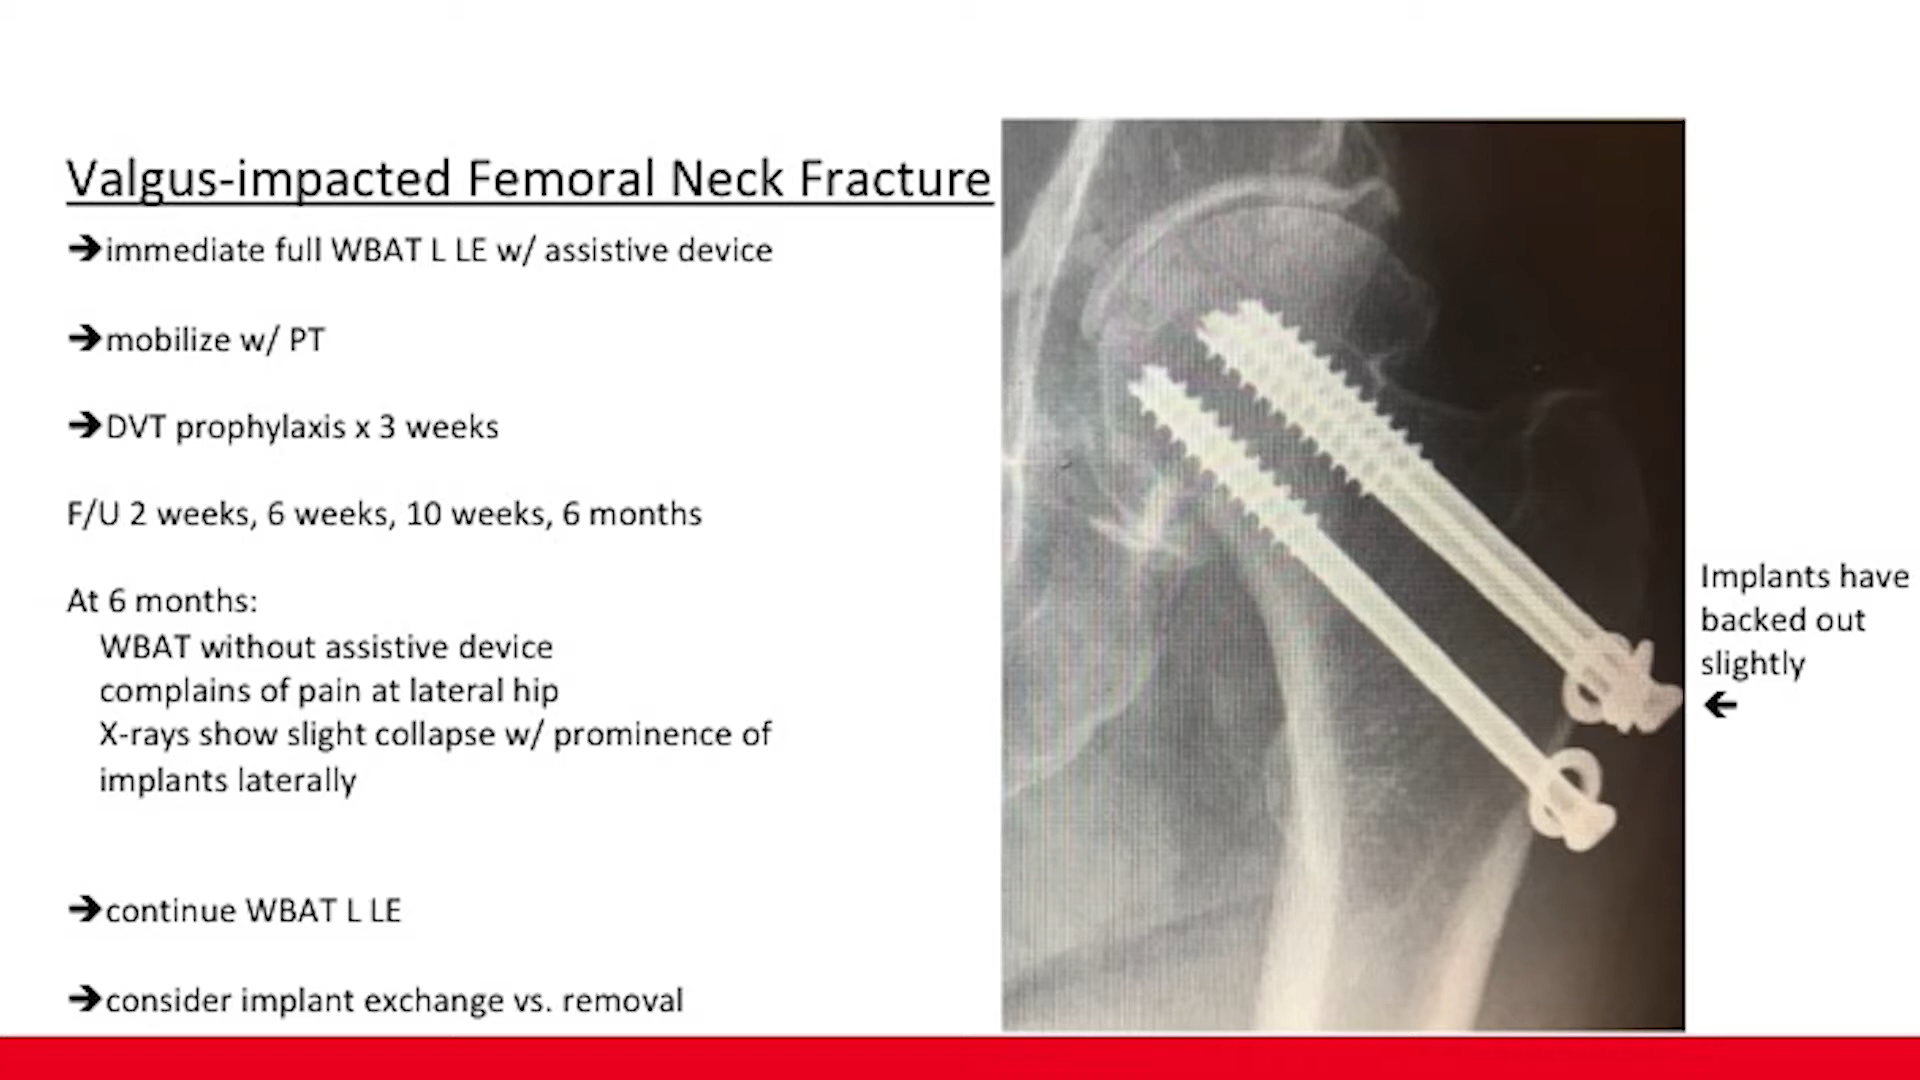 Valgus-impacted Femoral Neck Fracture
→immediate full WBAT L LE w/ assistive device
→mobilize w/ PT
→DVT prophylaxis x 3 weeks
F/U 2 weeks, 6 weeks, 10 weeks, 6 months
At 6 months:
WBAT without assistive device
complains of pain at lateral hip
X-rays show slight collapse w/ prominence of
implants laterally
→continue WBAT L LE
→consider implant exchange vs. removal
Implants have
backed out
slightly
←